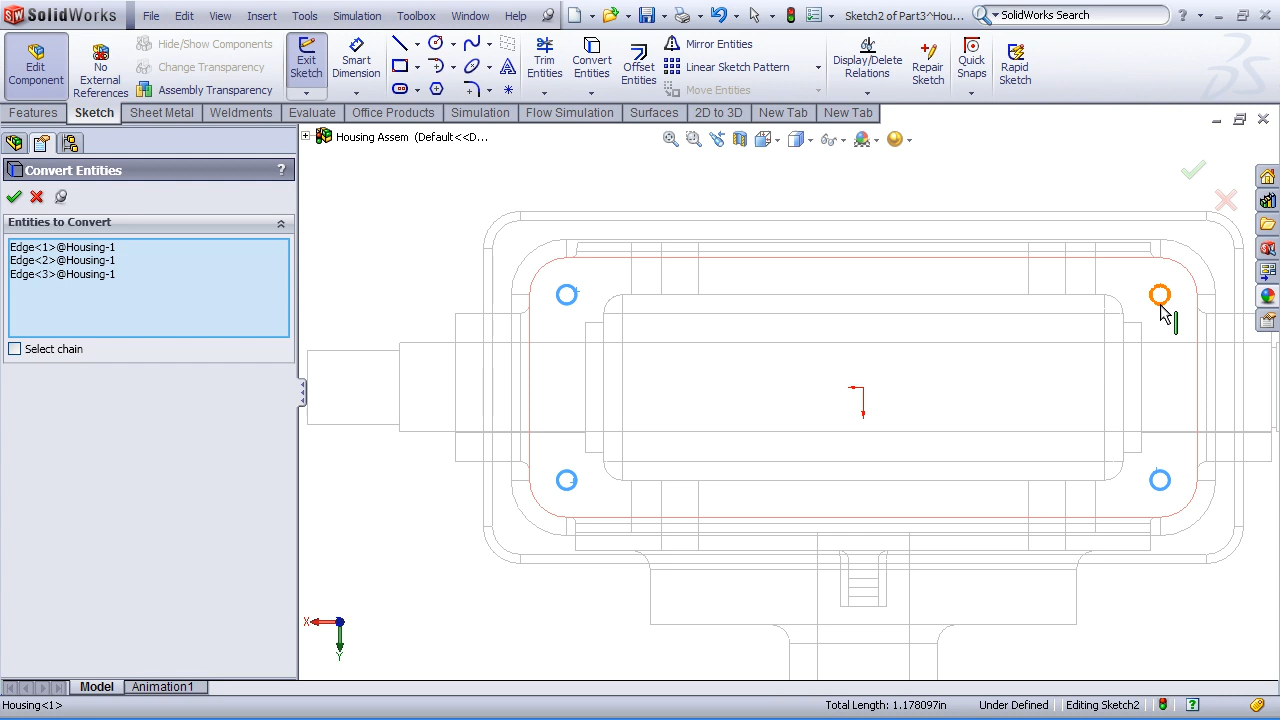 SolidWorks File Edit View Insert Tools Simulation Toolbox Window Help Sketch2 of Part3^Hou... SolidWorks Search
Edit Component
No External References
Hide/Show Components
Change Transparency
Assembly Transparency
Exit Sketch
Smart Dimension
Trim Entities
Convert Entities
Offset Entities
Mirror Entities
Linear Sketch Pattern
Move Entities
Display/Delete Relations
Repair Sketch
Quick Snaps
Rapid Sketch
Features Sketch Sheet Metal Weldments Evaluate Office Products Simulation Flow Simulation Surfaces 2D to 3D New Tab New Tab
Housing Assem (Default<<D...
Convert Entities ?
Entities to Convert
Edge<1>@Housing-1
Edge<2>@Housing-1
Edge<3>@Housing-1
Select chain
X
Y
Model Animation1
Housing<1> Total Length: 1.178097in Under Defined Editing Sketch2